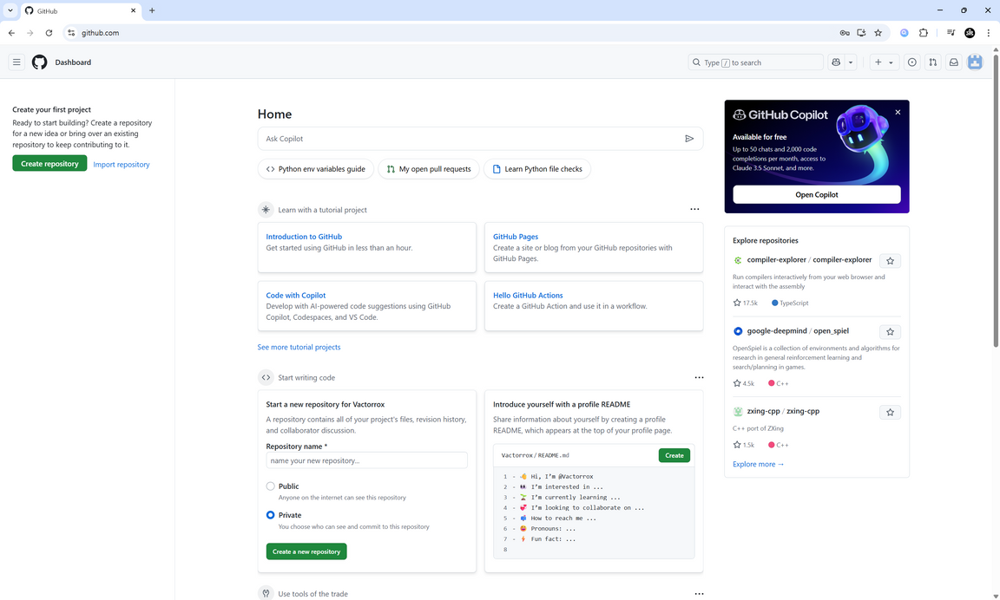 GitHub
github.com
Dashboard
Type / to search
Create your first project
Ready to start building? Create a repository
for a new idea or bring over an existing
repository to keep contributing to it.
Create repository
Import repository
Home
Ask Copilot
Python env variables guide
My open pull requests
Learn Python file checks
Learn with a tutorial project
Introduction to GitHub
Get started using GitHub in less than an hour.
GitHub Pages
Create a site or blog from your GitHub repositories with
GitHub Pages.
Code with Copilot
Develop with AI-powered code suggestions using GitHub
Copilot, Codespaces, and VS Code.
Hello GitHub Actions
Create a GitHub Action and use it in a workflow.
See more tutorial projects
Start writing code
Start a new repository for Vactorrox
A repository contains all of your project's files, revision history,
and collaborator discussion.
Repository name *
name your new repository...
Public
Anyone on the internet can see this repository
Private
You choose who can see and commit to this repository
Create a new repository
Introduce yourself with a profile README
Share information about yourself by creating a profile
README, which appears at the top of your profile page.
Vactorrox / README.md
Create
1 - 👋 Hi, I'm @Vactorrox
2 - 👀 I'm interested in ...
3 - 🌱 I'm currently learning ...
4 - 💞️ I'm looking to collaborate on ...
5 - 📫 How to reach me ...
6 - 😄 Pronouns: ...
7 - ⚡ Fun fact: ...
8
Use tools of the trade
GitHub Copilot
Available for free
Up to 50 chats and 2,000 code
completions per month, access to
Claude 3.5 Sonnet, and more.
Open Copilot
Explore repositories
compiler-explorer / compiler-explorer
Run compilers interactively from your web browser and
interact with the assembly
17.5k TypeScript
google-deepmind / open_spiel
OpenSpiel is a collection of environments and algorithms for
research in general reinforcement learning and
search/planning in games.
4.5k C++
zxing-cpp / zxing-cpp
C++ port of ZXing
1.5k C++
Explore more →